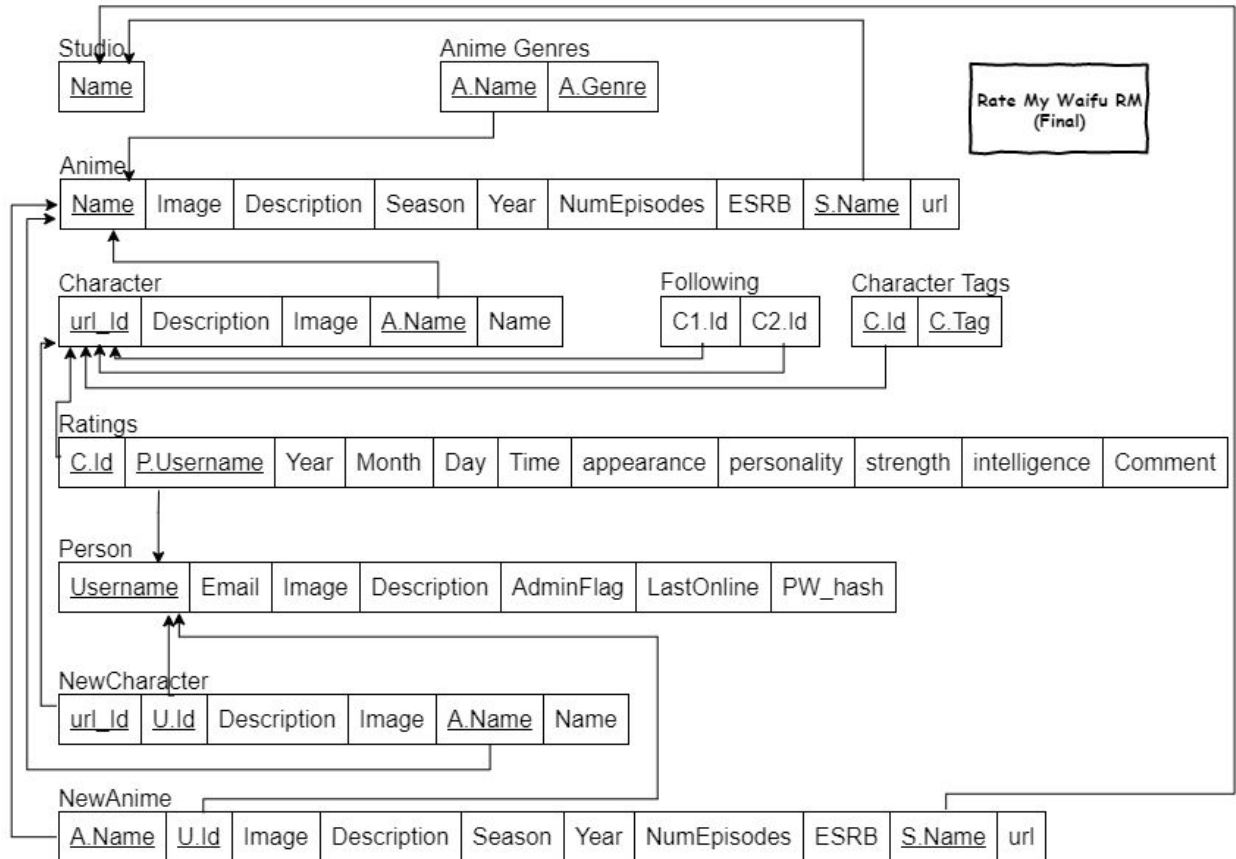 Studio
Anime Genres
Name
A.Name A.Genre
Rate My Waifu RM
(Final)
Anime
Name Image Description Season Year NumEpisodes ESRB S.Name url
Character
Following
Character Tags
url_Id Description Image A.Name Name
C1.Id C2.Id
C.Id C.Tag
Ratings
C.Id P.Username Year Month Day Time appearance personality strength intelligence Comment
Person
Username Email Image Description AdminFlag LastOnline PW_hash
NewCharacter
url_Id U.Id Description Image A.Name Name
NewAnime
A.Name U.Id Image Description Season Year NumEpisodes ESRB S.Name url